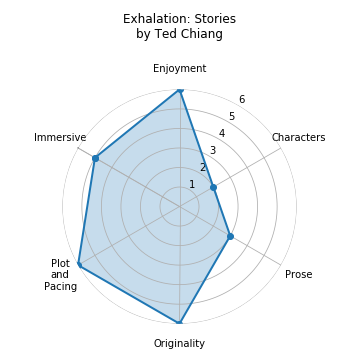 Exhalation: Stories
by Ted Chiang
Enjoyment
6
5
4
3
2
1
Immersive
Characters
Plot
and
Pacing
Prose
Originality